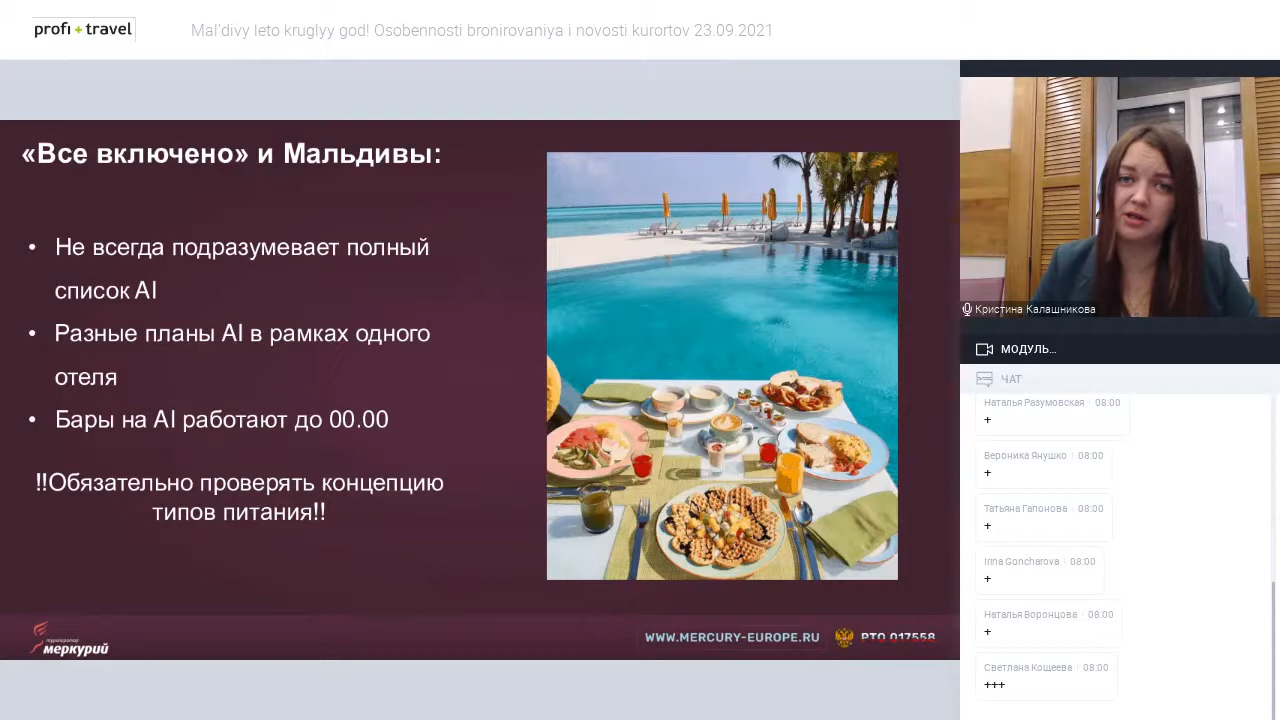 profi + travel
Mal'divy leto kruglyy god! Osobennosti bronirovaniya i novosti kurortov 23.09.2021
«Все включено» и Мальдивы:
• Не всегда подразумевает полный
список AI
• Разные планы AI в рамках одного
отеля
• Бары на AI работают до 00.00
!!Обязательно проверять концепцию
типов питания!!
туроператор
меркурий
WWW.MERCURY-EUROPE.RU
РТО 017558
Кристина Калашникова
МОДУЛЬ...
ЧАТ
Наталья Разумовская 08:00
+
Вероника Янушко 08:00
+
Татьяна Гапонова 08:00
+
Irina Goncharova 08:00
+
Наталья Воронцова 08:00
+
Светлана Кощеева 08:00
+++